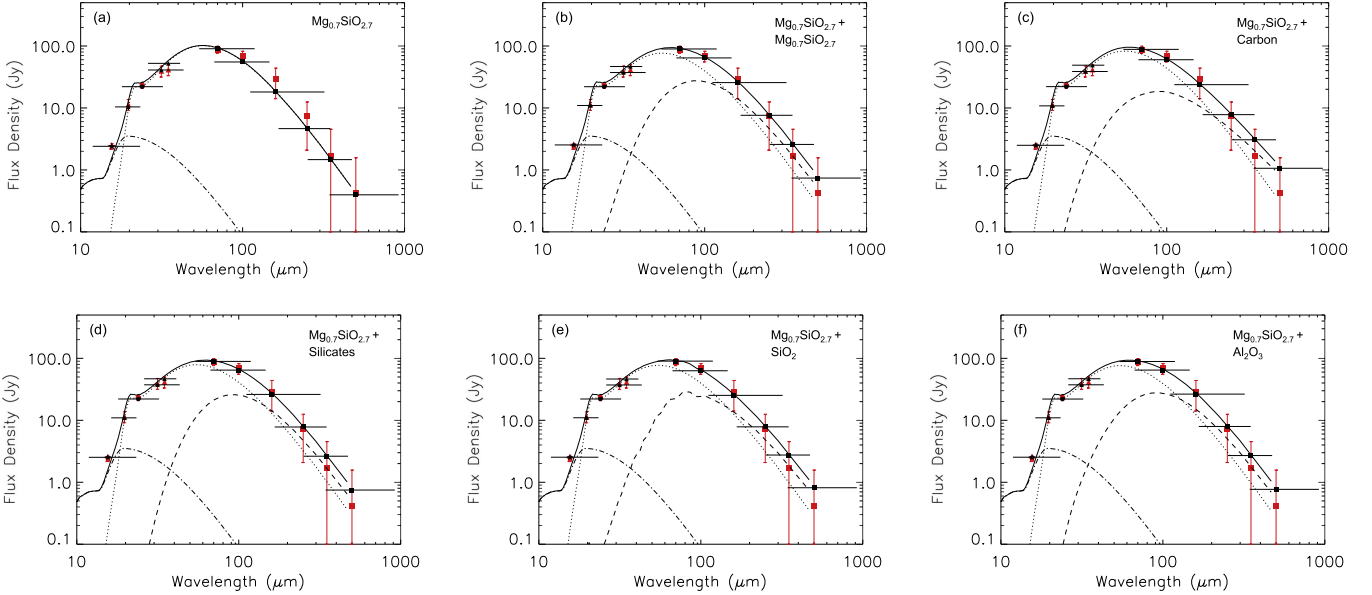 (a)
Mg0.7SiO2.7
100.0
10.0
1.0
0.1
Flux Density (Jy)
10
100
1000
Wavelength (μm)
(b)
Mg0.7SiO2.7 +
Mg0.7SiO2.7
100.0
10.0
1.0
0.1
Flux Density (Jy)
10
100
1000
Wavelength (μm)
(c)
Mg0.7SiO2.7 +
Carbon
100.0
10.0
1.0
0.1
Flux Density (Jy)
10
100
1000
Wavelength (μm)
(d)
Mg0.7SiO2.7 +
Silicates
100.0
10.0
1.0
0.1
Flux Density (Jy)
10
100
1000
Wavelength (μm)
(e)
Mg0.7SiO2.7 +
SiO2
100.0
10.0
1.0
0.1
Flux Density (Jy)
10
100
1000
Wavelength (μm)
(f)
Mg0.7SiO2.7 +
Al2O3
100.0
10.0
1.0
0.1
Flux Density (Jy)
10
100
1000
Wavelength (μm)